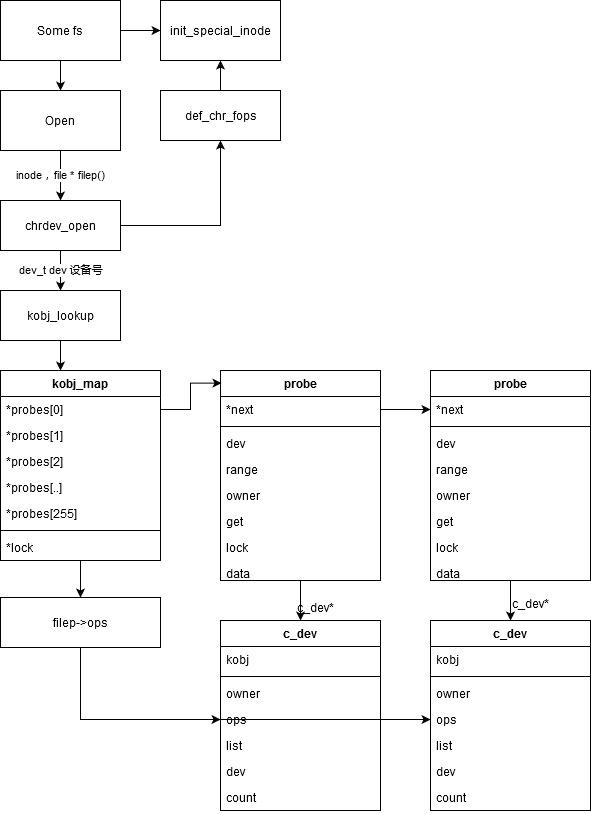 Some fs
init_special_inode
Open
def_chr_fops
inode , file * filep()
chrdev_open
dev_t dev 设备号
kobj_lookup
kobj_map
*probes[0]
*probes[1]
*probes[2]
*probes[..]
*probes[255]
*lock
probe
*next
dev
range
owner
get
lock
data
probe
*next
dev
range
owner
get
lock
data
c_dev*
c_dev*
filep->ops
c_dev
kobj
owner
ops
list
dev
count
c_dev
kobj
owner
ops
list
dev
count